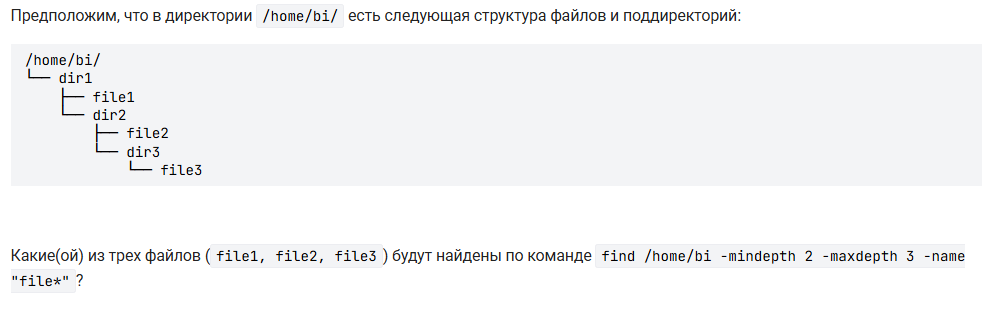 Предположим, что в директории /home/bi/ есть следующая структура файлов и поддиректорий:
/home/bi/
└── dir1
    ├── file1
    └── dir2
        ├── file2
        └── dir3
            └── file3
Какие(ой) из трех файлов ( file1, file2, file3 ) будут найдены по команде find /home/bi -mindepth 2 -maxdepth 3 -name
"file*" ?